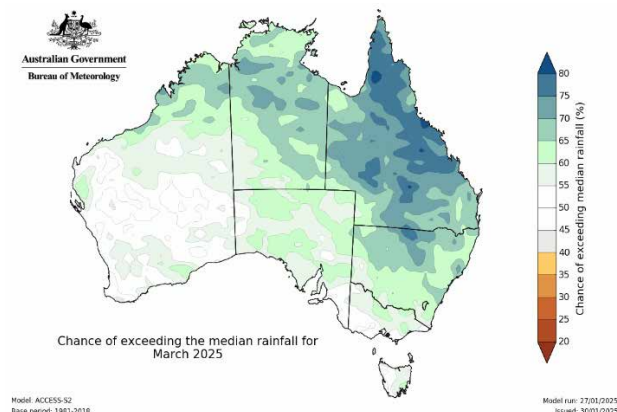 Australian Government
Bureau of Meteorology
80
75
70
65
60
55
50
45
40
35
30
25
20
Chance of exceeding median rainfall (%)
Chance of exceeding the median rainfall for
March 2025
Model: ACCESS-S2
Base period: 1981-2018
Model run: 27/01/2025
Issued: 30/01/2025